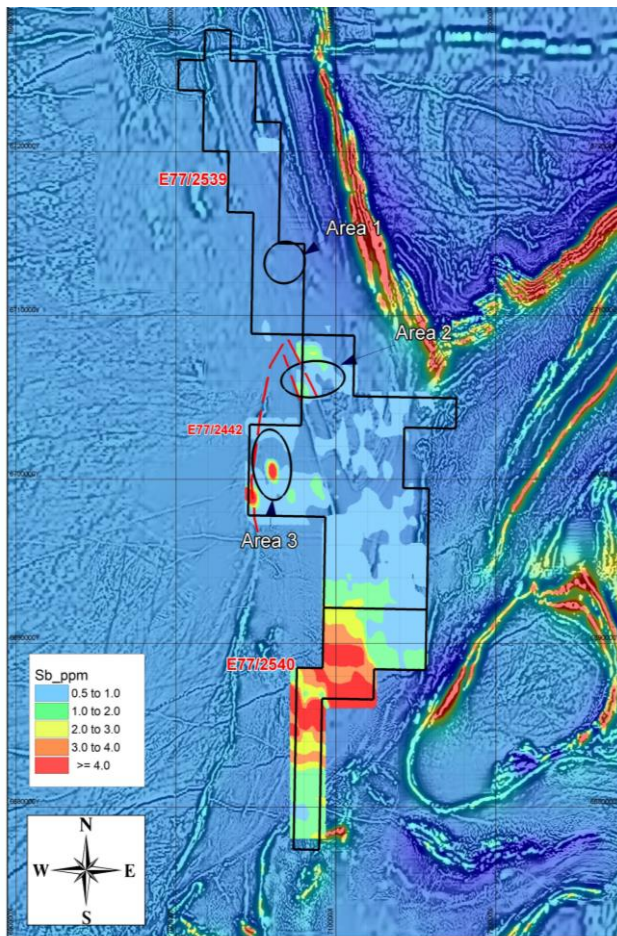 E77/2539
Area 1
Area 2
E77/2442
Area 3
E77/2540
Sb_ppm
0.5 to 1.0
1.0 to 2.0
2.0 to 3.0
3.0 to 4.0
>= 4.0
N
W E
S